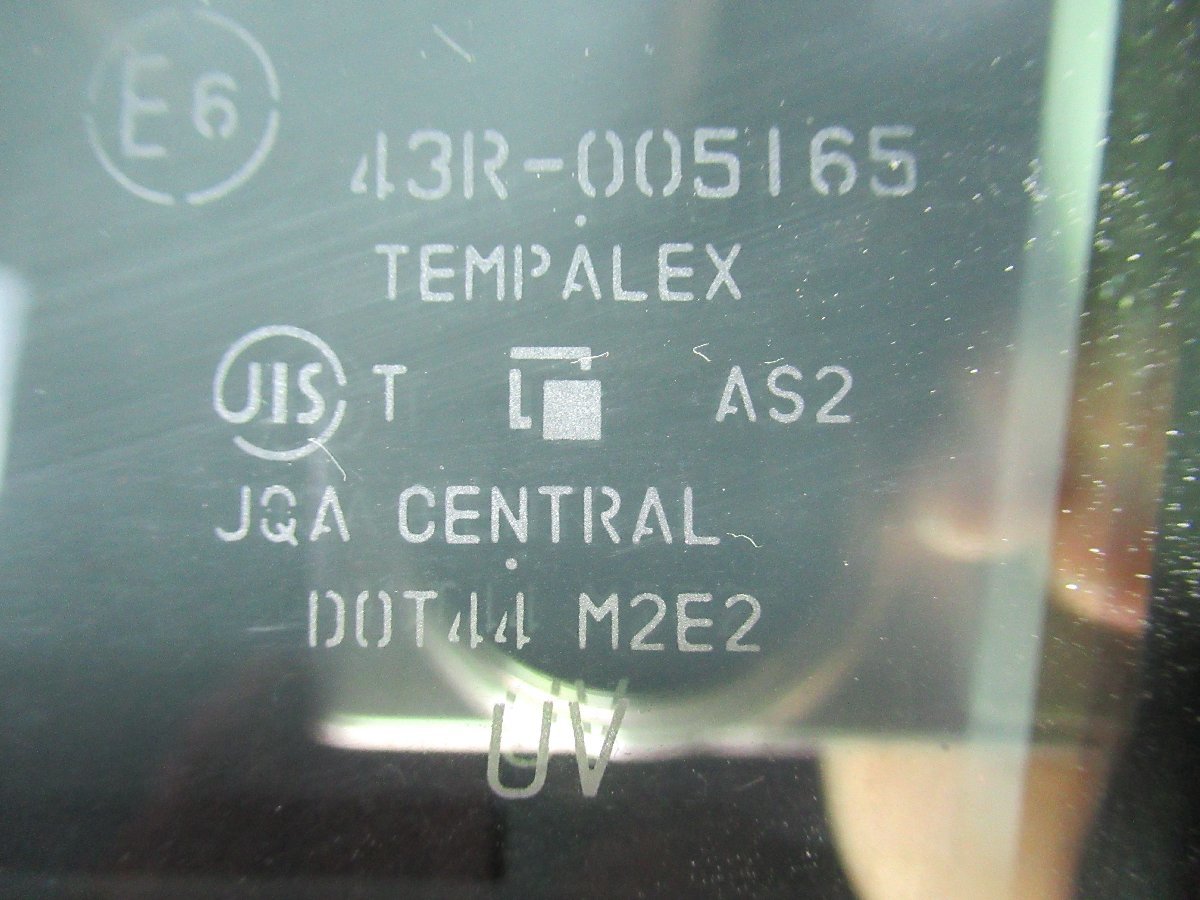 E6
43R-005165
TEMPALEX
JIS T AS2
JQA CENTRAL
DOT44 M2E2
UV